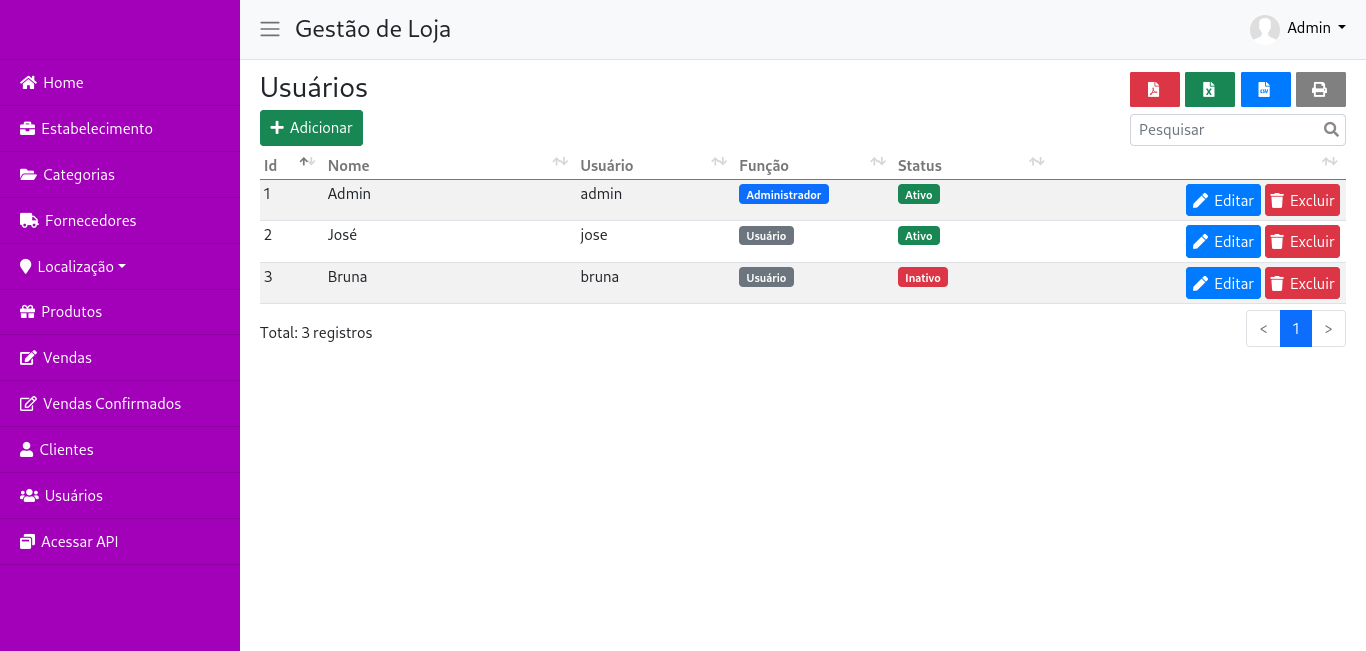 Gestão de Loja
Admin
Home
Estabelecimento
Categorias
Fornecedores
Localização
Produtos
Vendas
Vendas Confirmados
Clientes
Usuários
Acessar API
Usuários
Adicionar
CSV
Pesquisar
Id Nome Usuário Função Status
1 Admin admin Administrador Ativo Editar Excluir
2 José jose Usuário Ativo Editar Excluir
3 Bruna bruna Usuário Inativo Editar Excluir
Total: 3 registros
< 1 >